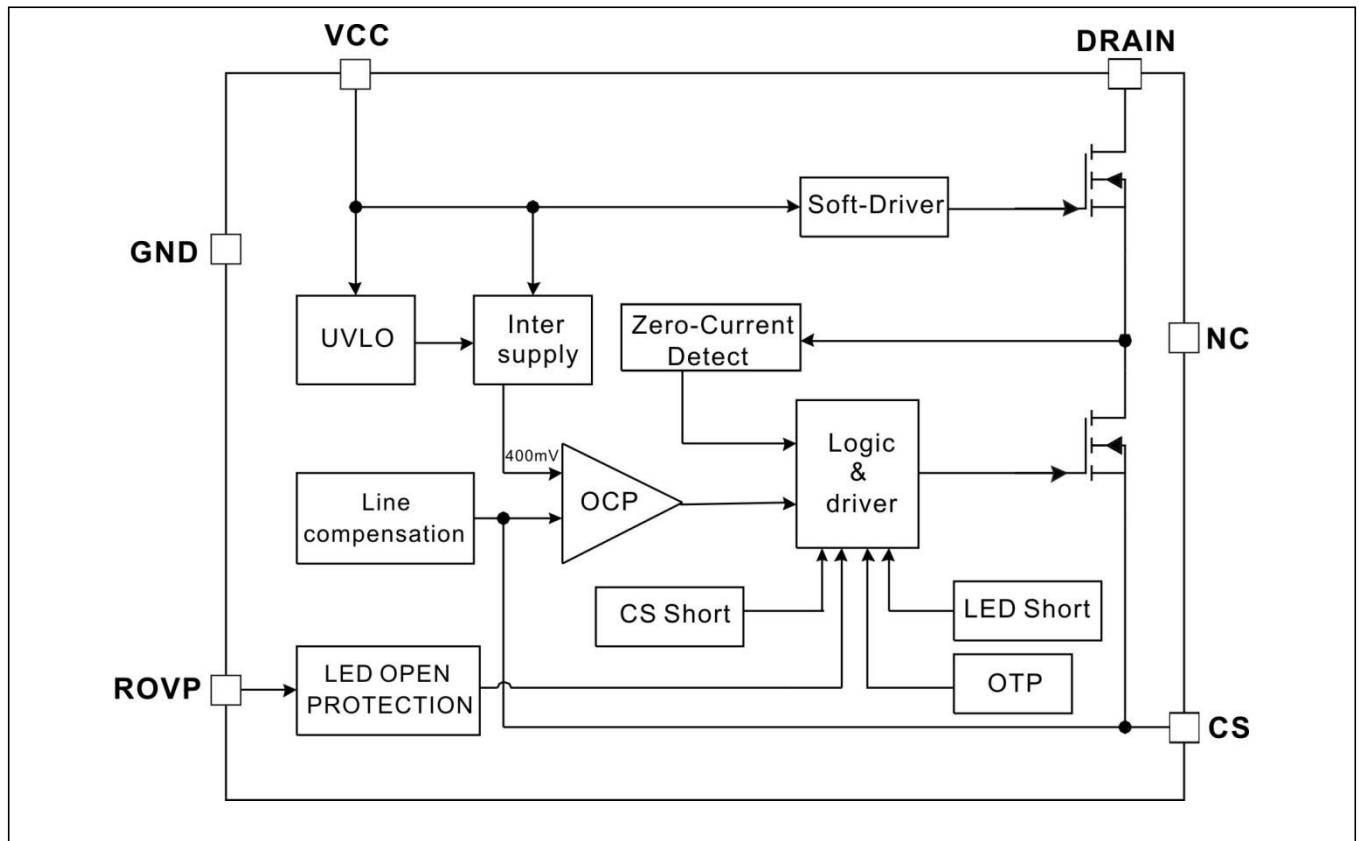 VCC
DRAIN
Soft-Driver
GND
UVLO
Inter
supply
Zero-Current
Detect
NC
400mV
Logic
&
driver
Line
compensation
OCP
CS Short
LED Short
ROVP
LED OPEN
PROTECTION
OTP
CS